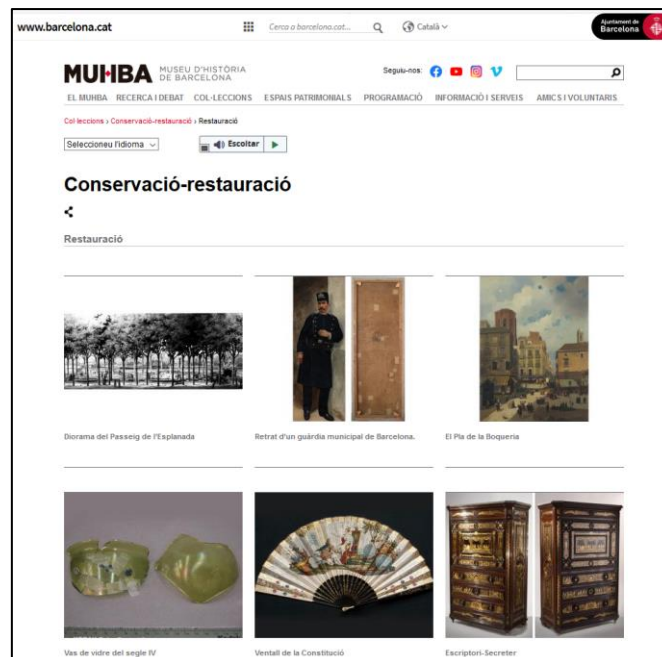 www.barcelona.cat
Cerca a barcelona.cat...
Català
Ajuntament de
Barcelona
MUHBA MUSEU D'HISTÒRIA
DE BARCELONA
Seguiu-nos:
EL MUHBA RECERCA I DEBAT COL·LECCIONS ESPAIS PATRIMONIALS PROGRAMACIÓ INFORMACIÓ I SERVEIS AMICS I VOLUNTARIS
Col·leccions › Conservació-restauració › Restauració
Seleccioneu l'idioma
Escoltar
Conservació-restauració
Restauració
Diorama del Passeig de l'Esplanada
Retrat d'un guàrdia municipal de Barcelona.
El Pla de la Boqueria
Vas de vidre del segle IV
Ventall de la Constitució
Escriptori-Secreter